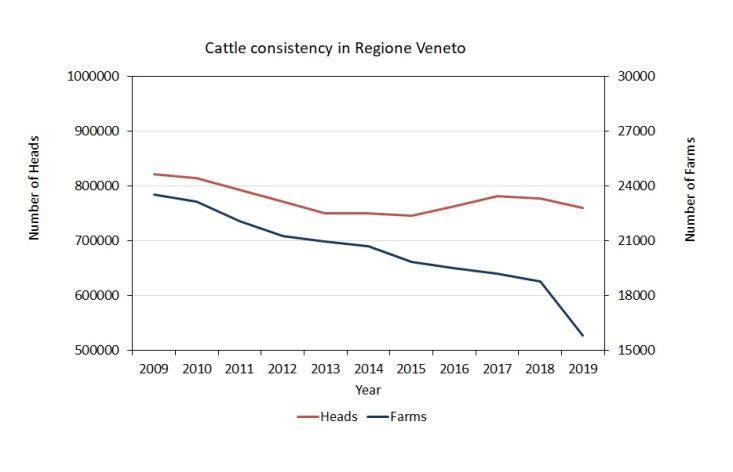 Cattle consistency in Regione Veneto
1000000
900000
800000
700000
600000
500000
Number of Heads
30000
27000
24000
21000
18000
15000
Number of Farms
2009 2010 2011 2012 2013 2014 2015 2016 2017 2018 2019
Year
Heads Farms